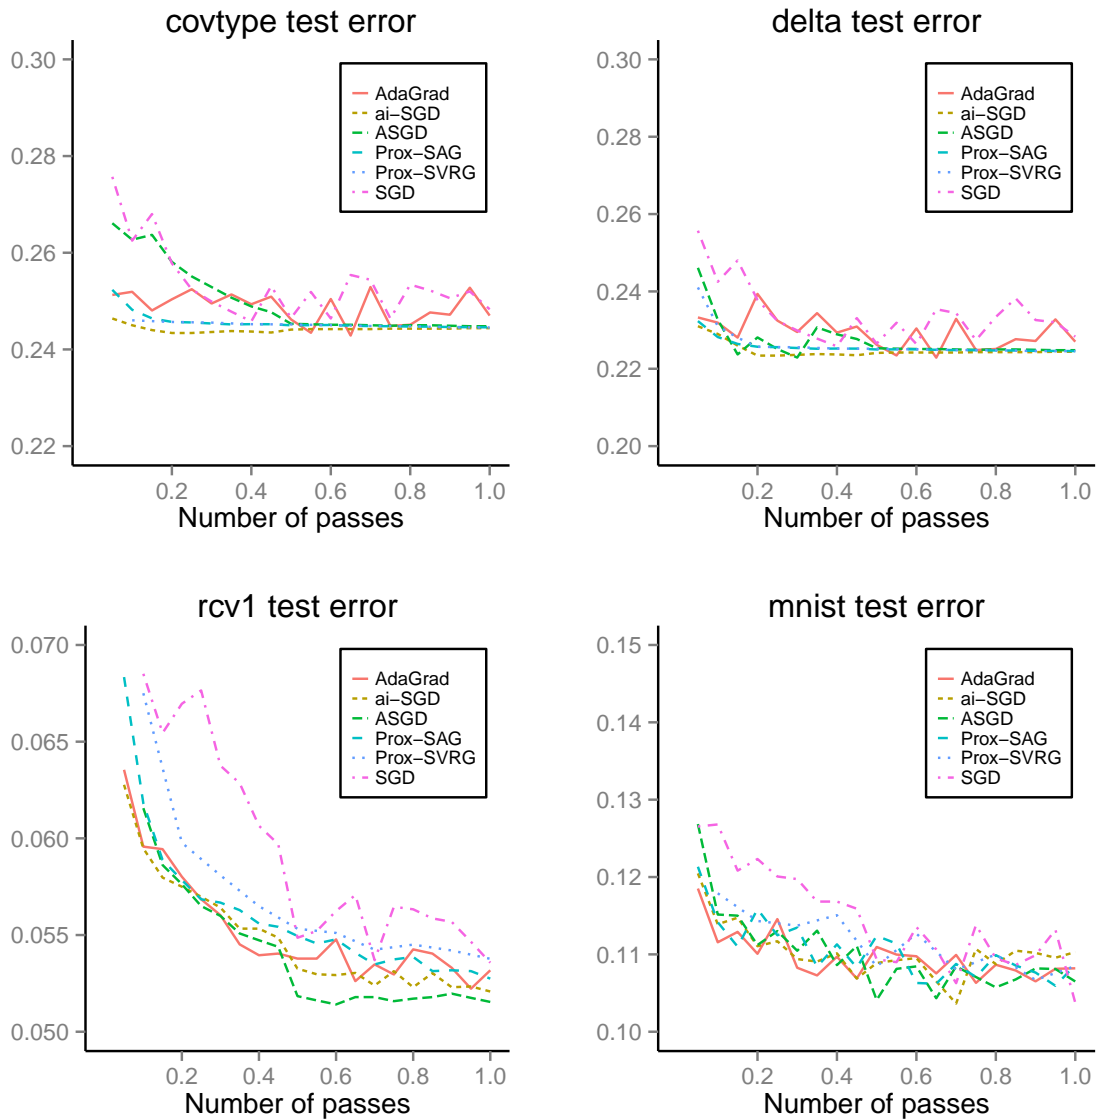 covtype test error
0.30
0.28
0.26
0.24
0.22
AdaGrad
ai−SGD
ASGD
Prox−SAG
Prox−SVRG
SGD
0.2 0.4 0.6 0.8 1.0
Number of passes
delta test error
0.30
0.28
0.26
0.24
0.22
0.20
AdaGrad
ai−SGD
ASGD
Prox−SAG
Prox−SVRG
SGD
0.2 0.4 0.6 0.8 1.0
Number of passes
rcv1 test error
0.070
0.065
0.060
0.055
0.050
AdaGrad
ai−SGD
ASGD
Prox−SAG
Prox−SVRG
SGD
0.2 0.4 0.6 0.8 1.0
Number of passes
mnist test error
0.15
0.14
0.13
0.12
0.11
0.10
AdaGrad
ai−SGD
ASGD
Prox−SAG
Prox−SVRG
SGD
0.2 0.4 0.6 0.8 1.0
Number of passes